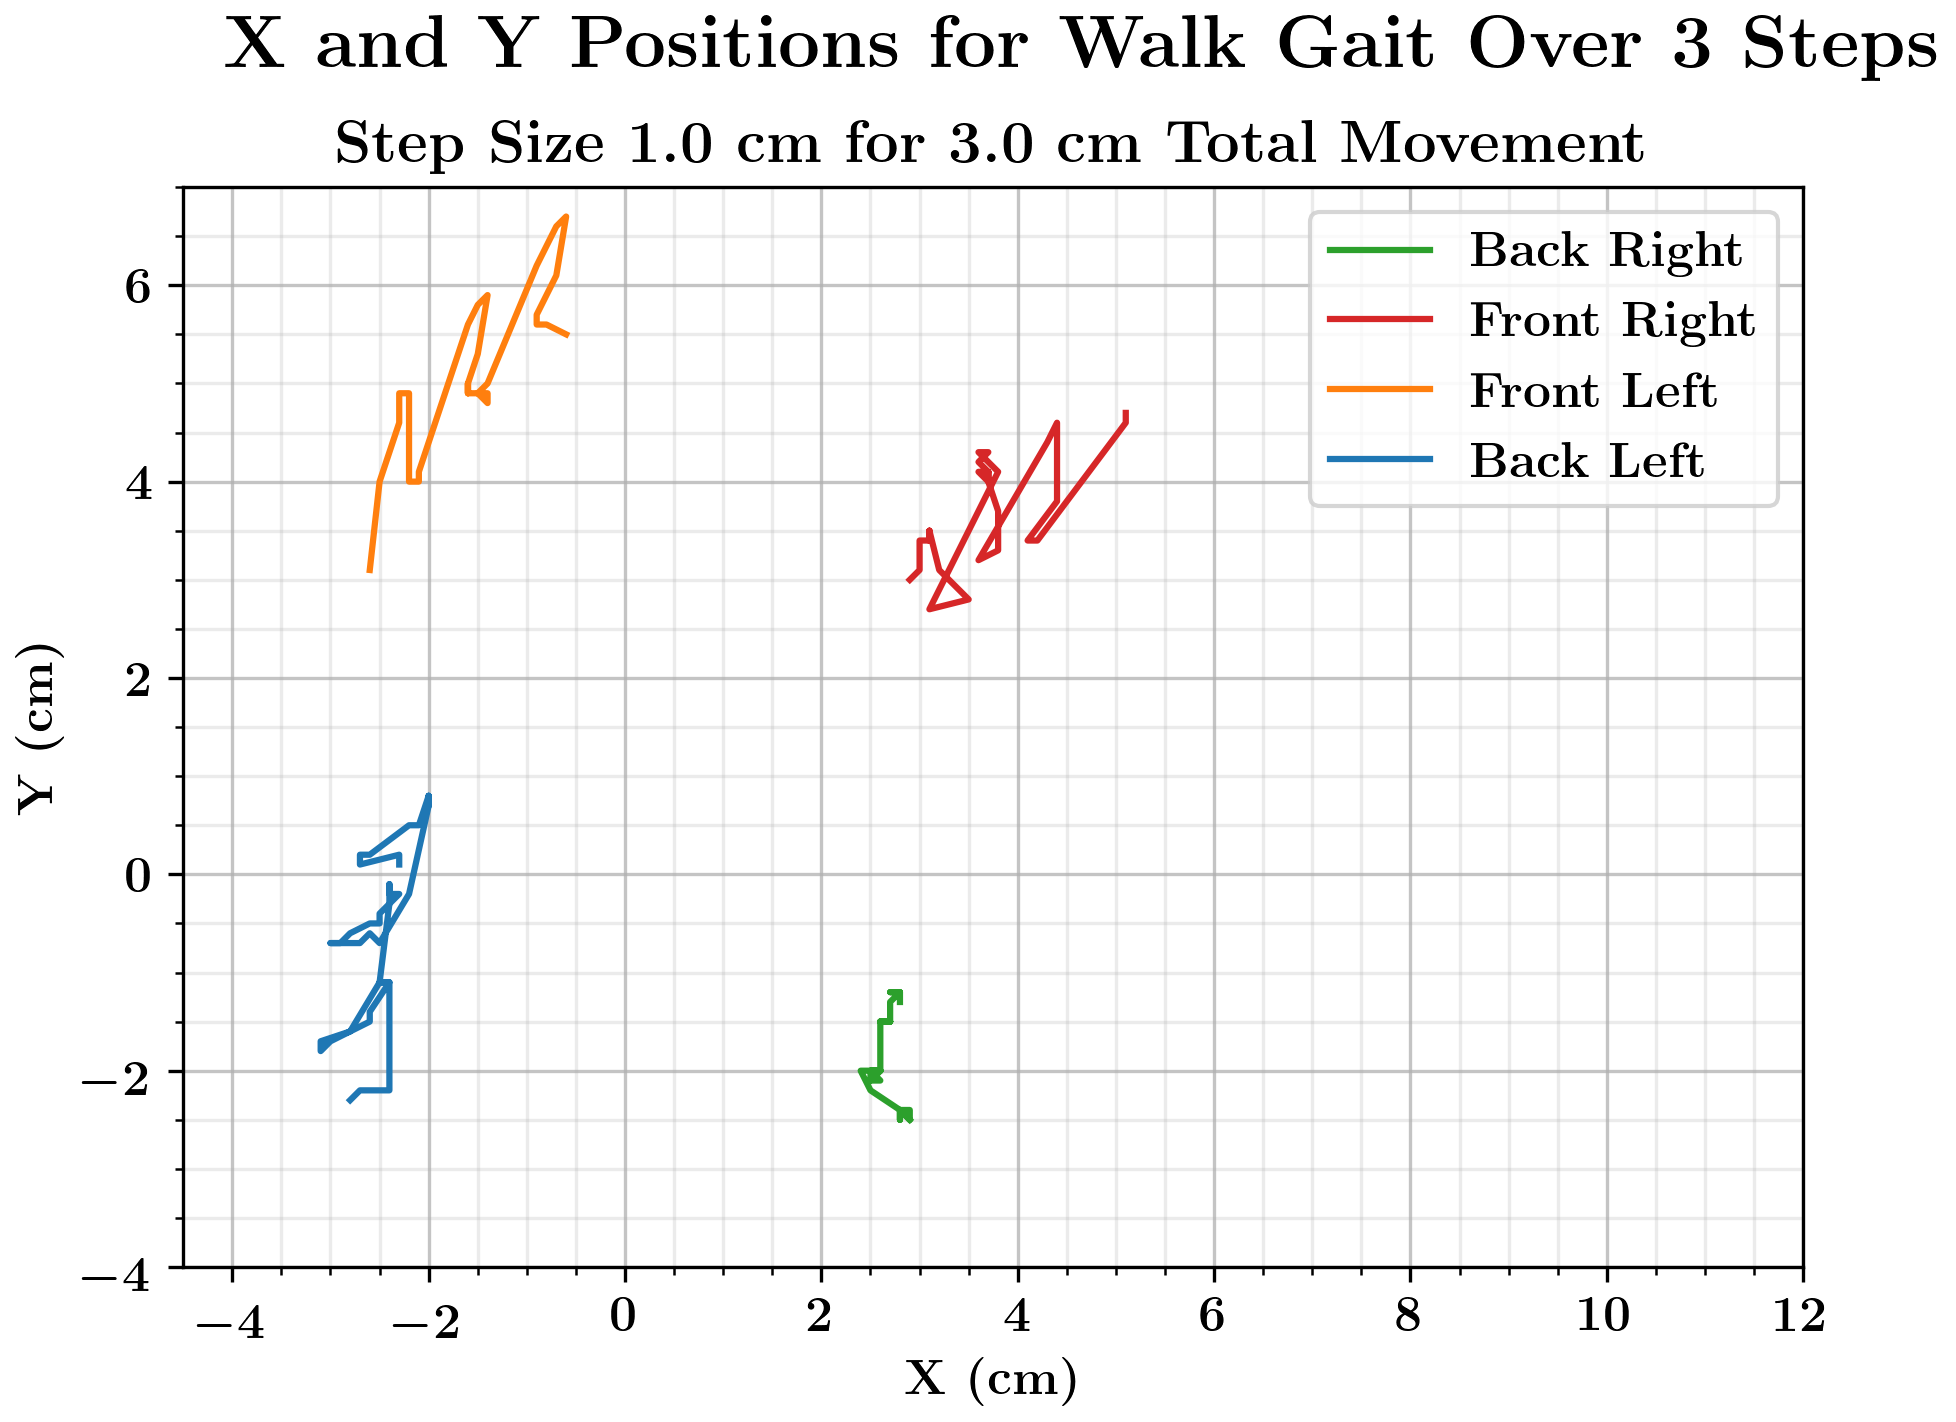 X and Y Positions for Walk Gait Over 3 Steps
Step Size 1.0 cm for 3.0 cm Total Movement
Back Right
Front Right
Front Left
Back Left
Y (cm)
6
4
2
0
−2
−4
−4 −2 0 2 4 6 8 10 12
X (cm)